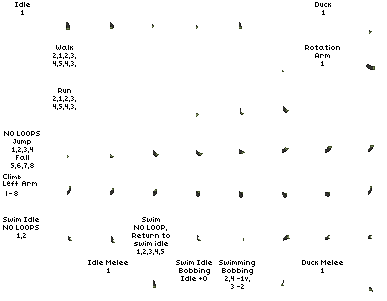 Idle
1
Duck
1
Walk
2,1,2,3,
4,5,4,3,
Rotation
Arm
1
Run
2,1,2,3,
4,5,4,3,
NO LOOPS
Jump
1,2,3,4
Fall
5,6,7,8
Climb
Left Arm
1-8
Swim Idle
NO LOOPS
1,2
Swim
NO LOOP,
Return to
swim idle
1,2,3,4,5
Idle Melee
1
Swim Idle
Bobbing
Idle +0
Swimming
Bobbing
2,4 -1v,
3 -2
Duck Melee
1